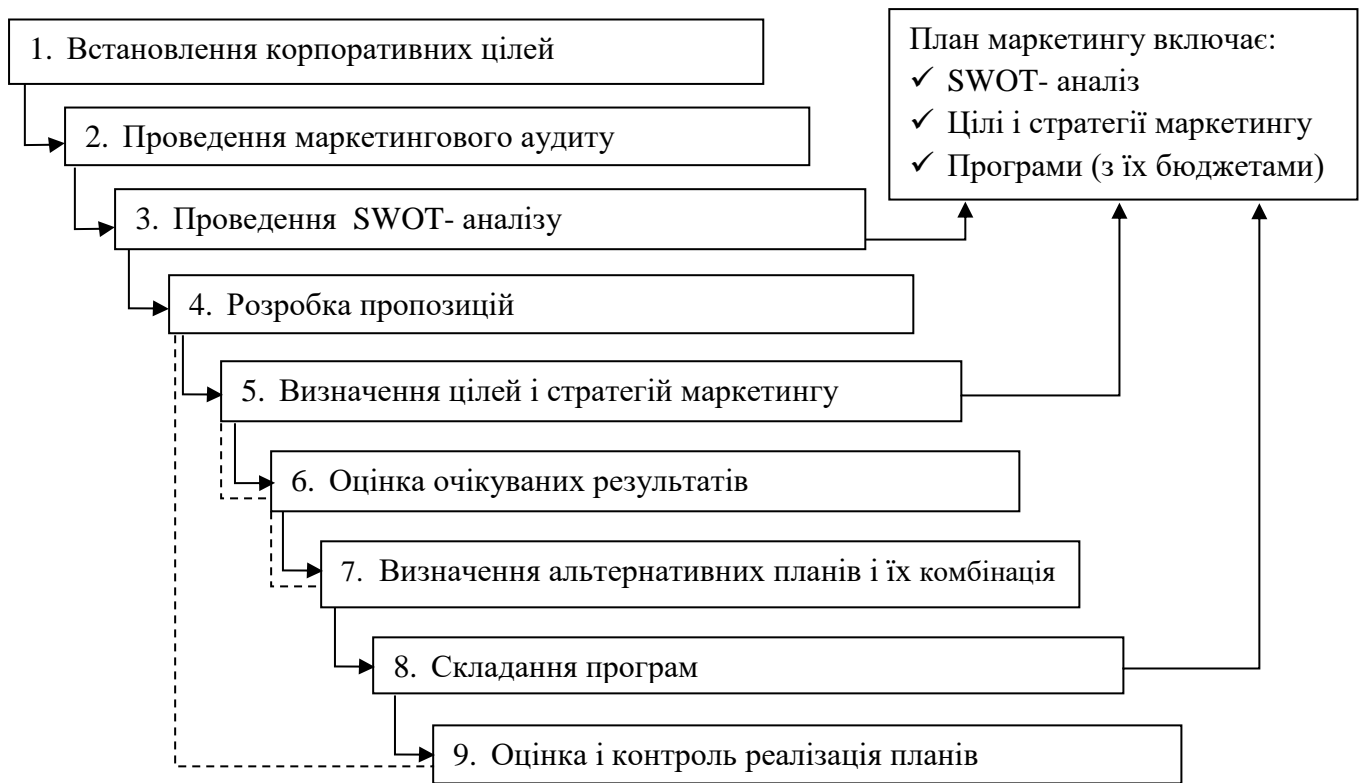 1. Встановлення корпоративних цілей
План маркетингу включає:
✓ SWOT- аналіз
✓ Цілі і стратегії маркетингу
✓ Програми (з їх бюджетами)
2. Проведення маркетингового аудиту
3. Проведення SWOT- аналізу
4. Розробка пропозицій
5. Визначення цілей і стратегій маркетингу
6. Оцінка очікуваних результатів
7. Визначення альтернативних планів і їх комбінація
8. Складання програм
9. Оцінка і контроль реалізація планів